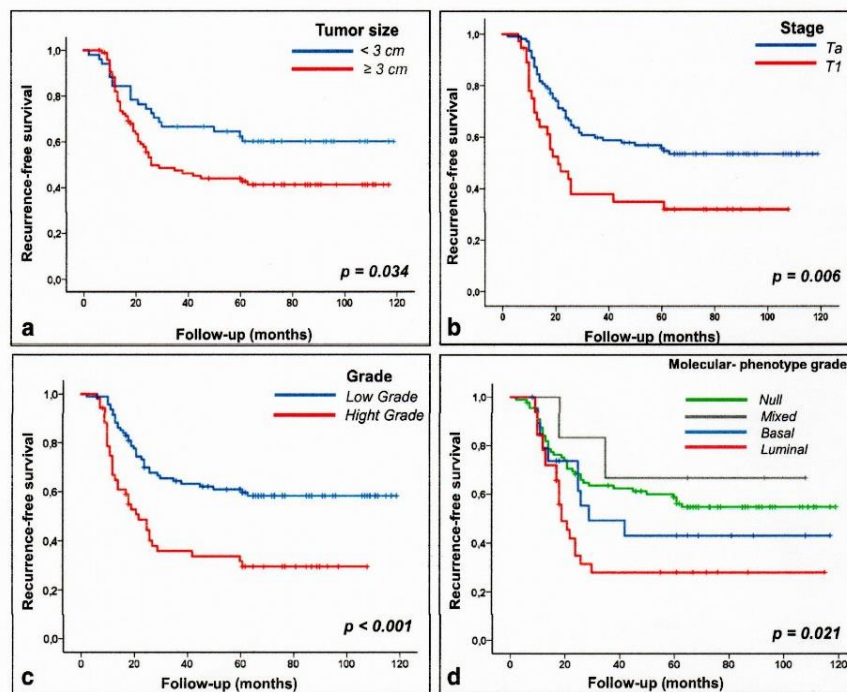 Tumor size
< 3 cm
≥ 3 cm
Recurrence-free survival
1,0
0,8
0,6
0,4
0,2
0,0
p = 0.034
0 20 40 60 80 100 120
Follow-up (months)
a
Stage
Ta
T1
Recurrence-free survival
1,0
0,8
0,6
0,4
0,2
0,0
p = 0.006
0 20 40 60 80 100 120
Follow-up (months)
b
Grade
Low Grade
Hight Grade
Recurrence-free survival
1,0
0,8
0,6
0,4
0,2
0,0
p < 0.001
0 20 40 60 80 100 120
Follow-up (months)
c
Molecular- phenotype grade
Null
Mixed
Basal
Luminal
Recurrence-free survival
1,0
0,8
0,6
0,4
0,2
0,0
p = 0.021
0 20 40 60 80 100 120
Follow-up (months)
d